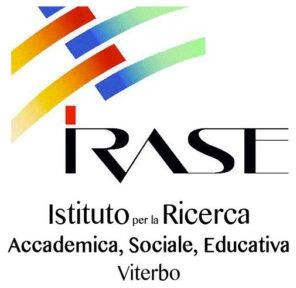 IRASE
Istituto per la Ricerca
Accademica, Sociale, Educativa
Viterbo